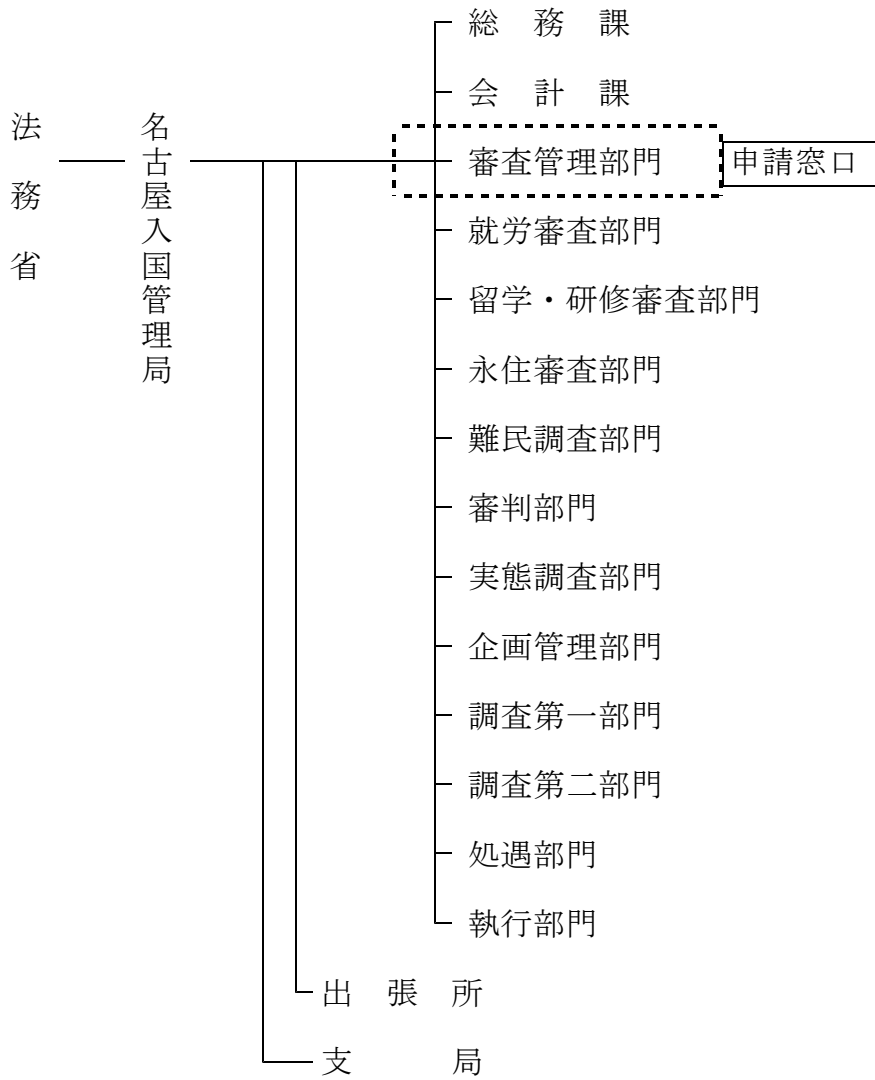 法務省
名古屋入国管理局
総務課
会計課
審査管理部門
申請窓口
就労審査部門
留学・研修審査部門
永住審査部門
難民調査部門
審判部門
実態調査部門
企画管理部門
調査第一部門
調査第二部門
処遇部門
執行部門
出張所
支局